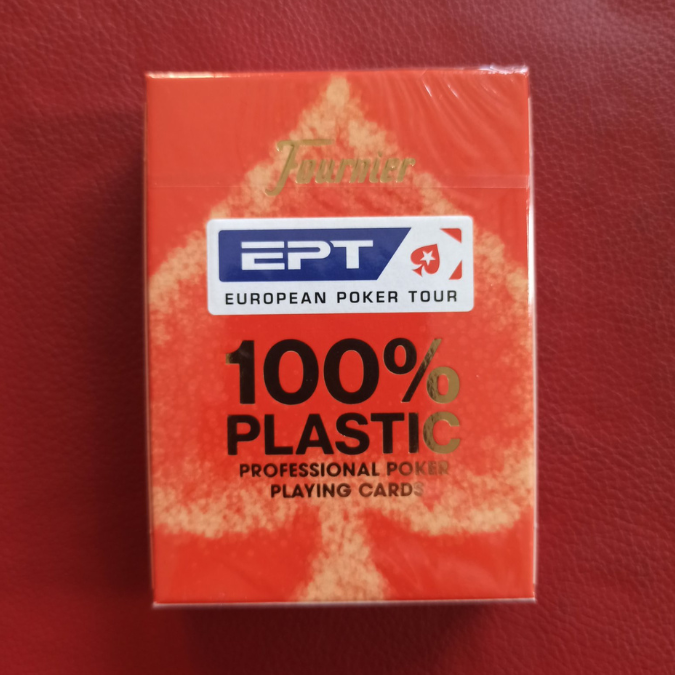 Fournier
EPT
EUROPEAN POKER TOUR
100%
PLASTIC
PROFESSIONAL POKER
PLAYING CARDS